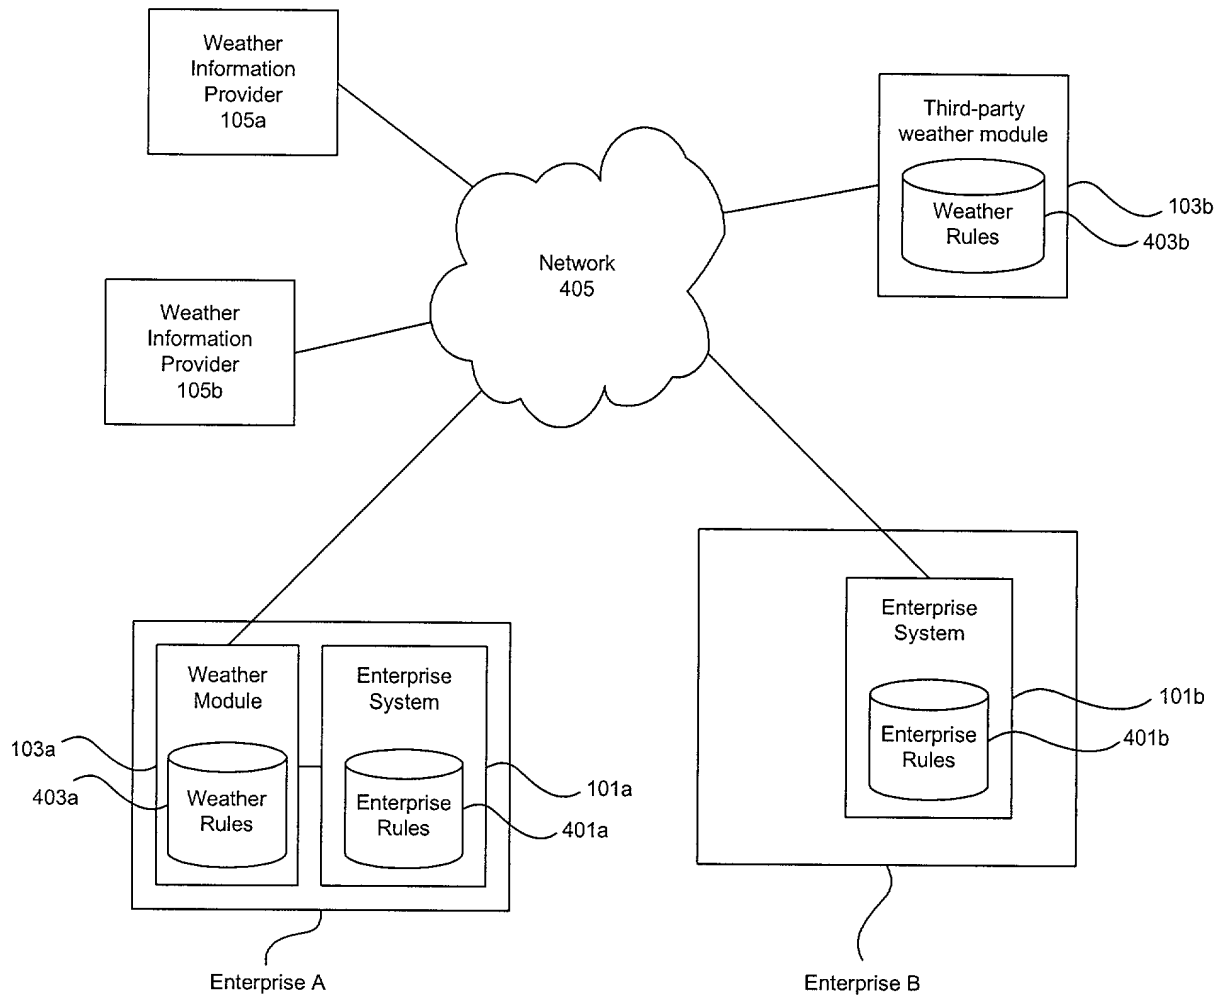 Weather
Information
Provider
105a
Third-party
weather module
Weather
Rules
103b
403b
Network
405
Weather
Information
Provider
105b
Weather
Module
Weather
Rules
103a
403a
Enterprise
System
Enterprise
Rules
101a
401a
Enterprise A
Enterprise
System
Enterprise
Rules
101b
401b
Enterprise B